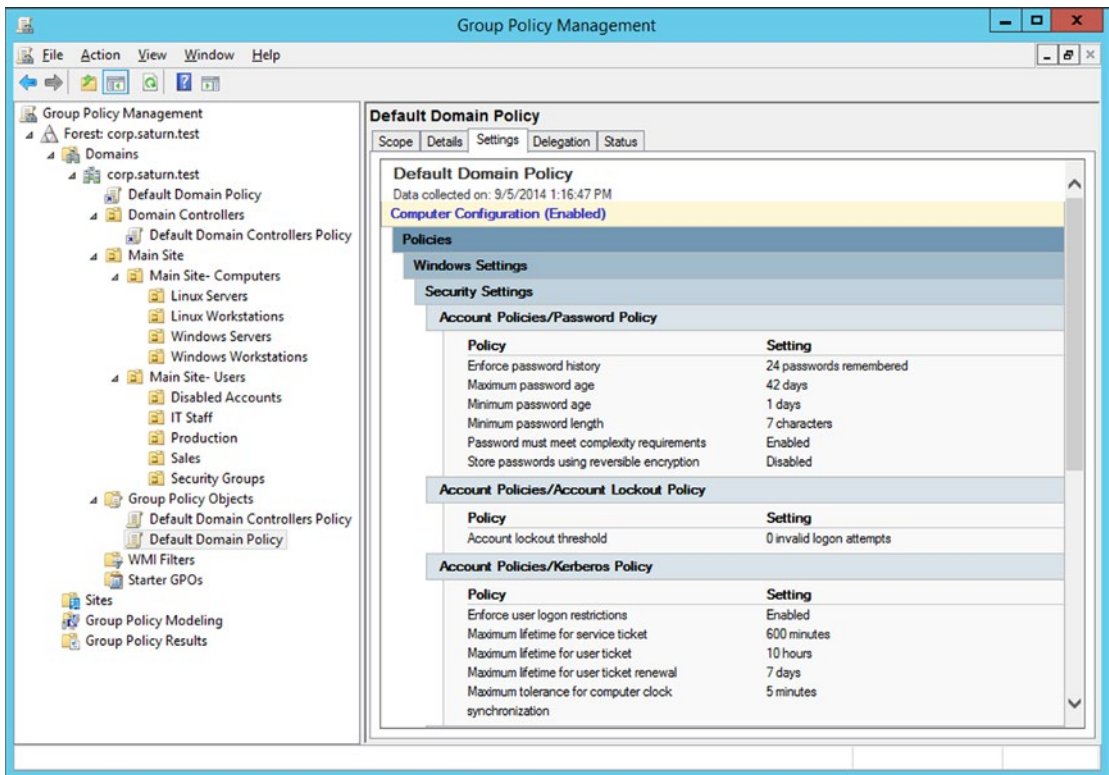 Group Policy Management
File Action View Window Help
Group Policy Management
Forest: corp.saturn.test
Domains
corp.saturn.test
Default Domain Policy
Domain Controllers
Default Domain Controllers Policy
Main Site
Main Site- Computers
Linux Servers
Linux Workstations
Windows Servers
Windows Workstations
Main Site- Users
Disabled Accounts
IT Staff
Production
Sales
Security Groups
Group Policy Objects
Default Domain Controllers Policy
Default Domain Policy
WMI Filters
Starter GPOs
Sites
Group Policy Modeling
Group Policy Results
Default Domain Policy
Scope Details Settings Delegation Status
Default Domain Policy
Data collected on: 9/5/2014 1:16:47 PM
Computer Configuration (Enabled)
Policies
Windows Settings
Security Settings
Account Policies/Password Policy
Policy Setting
Enforce password history 24 passwords remembered
Maximum password age 42 days
Minimum password age 1 days
Minimum password length 7 characters
Password must meet complexity requirements Enabled
Store passwords using reversible encryption Disabled
Account Policies/Account Lockout Policy
Policy Setting
Account lockout threshold 0 invalid logon attempts
Account Policies/Kerberos Policy
Policy Setting
Enforce user logon restrictions Enabled
Maximum lifetime for service ticket 600 minutes
Maximum lifetime for user ticket 10 hours
Maximum lifetime for user ticket renewal 7 days
Maximum tolerance for computer clock 5 minutes
synchronization